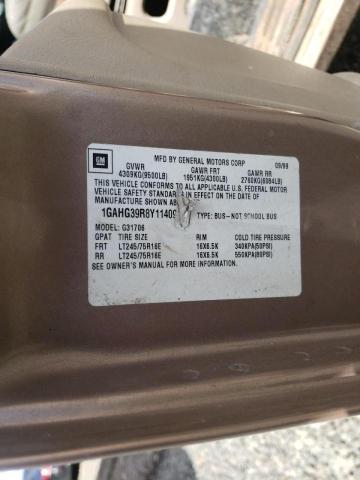 GM
MFD BY GENERAL MOTORS CORP 09/99
GVWR GAWR FRT GAWR RR
4309KG(9500LB) 1951KG(4300LB) 2760KG(6084LB)
THIS VEHICLE CONFORMS TO ALL APPLICABLE U.S. FEDERAL MOTOR
VEHICLE SAFETY STANDARDS IN EFFECT ON THE DATE OF
MANUFACTURE SHOWN ABOVE.
TYPE: BUS-NOT SCHOOL BUS
MODEL: G31706
GPAT TIRE SIZE RIM COLD TIRE PRESSURE
FRT LT245/75R16E 16X6.5K 340KPA(50PSI)
RR LT245/75R16E 16X6.5K 550KPA(80PSI)
SEE OWNER'S MANUAL FOR MORE INFORMATION.